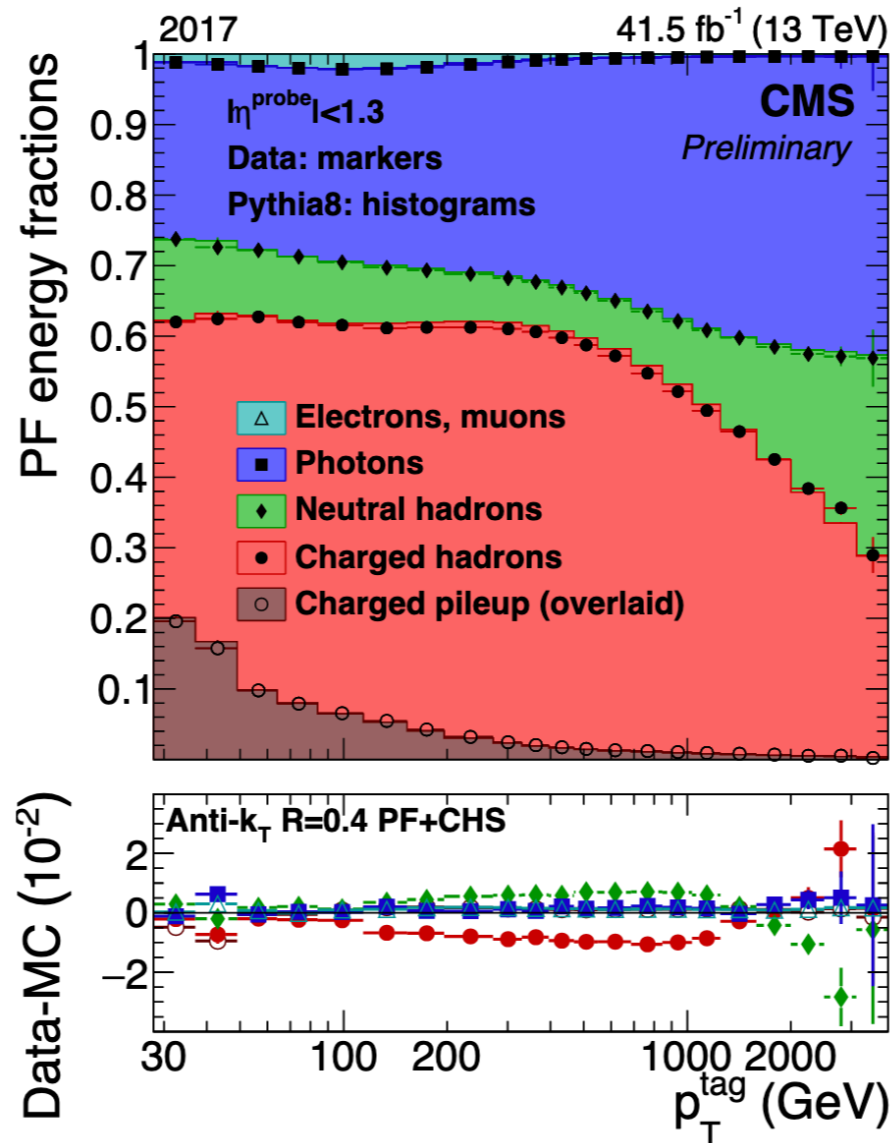 2017 41.5 fb⁻¹ (13 TeV)
PF energy fractions
1
0.9
0.8
0.7
0.6
0.5
0.4
0.3
0.2
0.1
|η^probe|<1.3
Data: markers
Pythia8: histograms
CMS
Preliminary
Electrons, muons
Photons
Neutral hadrons
Charged hadrons
Charged pileup (overlaid)
Data-MC (10⁻²)
Anti-k_T R=0.4 PF+CHS
2
0
−2
30 100 200 1000 2000
p_T^tag (GeV)